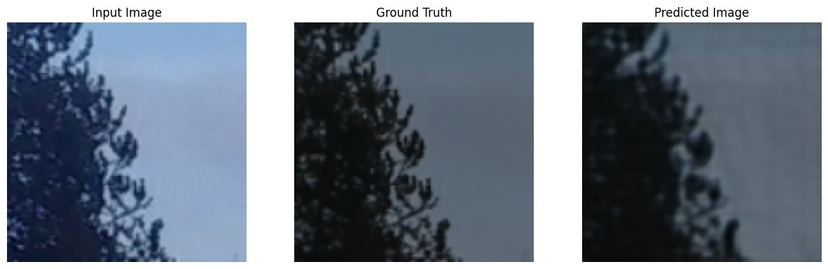 Input Image
Ground Truth
Predicted Image